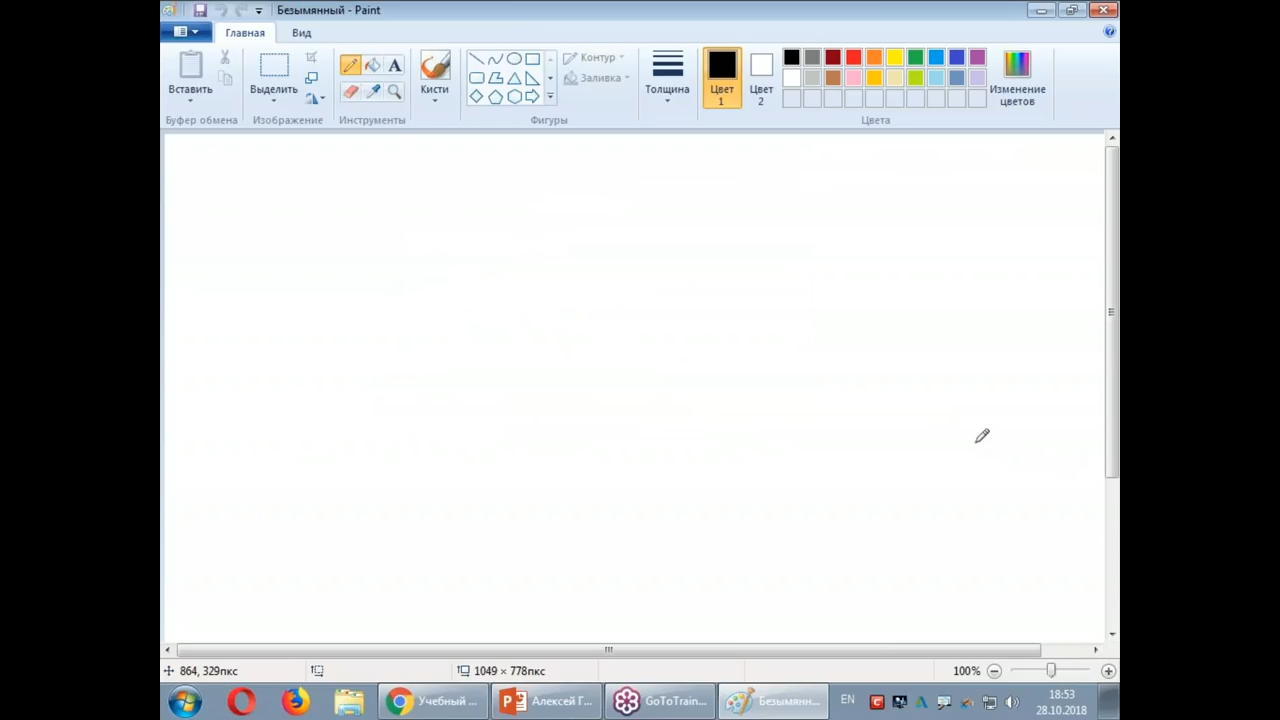 Безымянный - Paint
Главная Вид
Вставить
Выделить
A
Кисти
Контур
Заливка
Толщина
Цвет 1
Цвет 2
Изменение цветов
Буфер обмена Изображение Инструменты Фигуры Цвета
864, 329пкс 1049 × 778пкс 100%
Учебный ... Алексей Г... GoToTrain... Безымянн... EN 18:53
28.10.2018